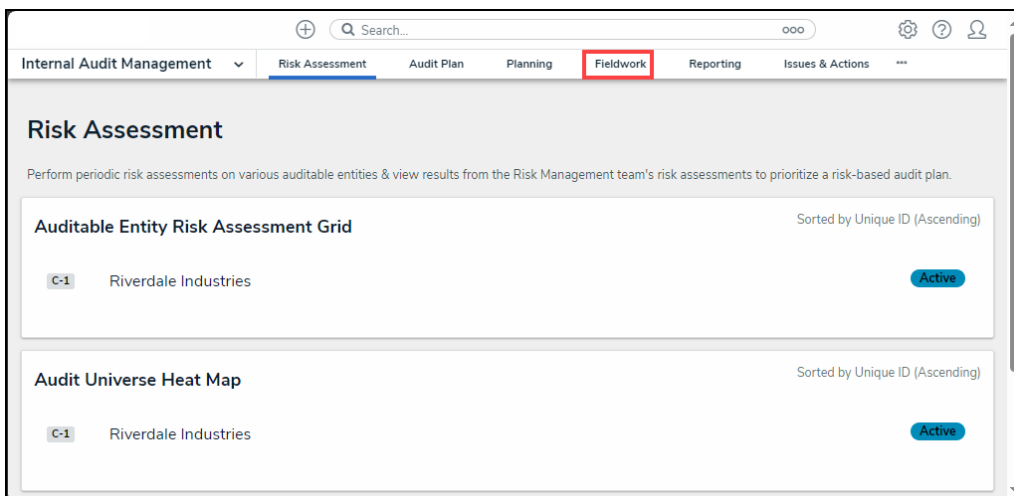 Search... ooo
Internal Audit Management Risk Assessment Audit Plan Planning Fieldwork Reporting Issues & Actions
Risk Assessment
Perform periodic risk assessments on various auditable entities & view results from the Risk Management team's risk assessments to prioritize a risk-based audit plan.
Auditable Entity Risk Assessment Grid Sorted by Unique ID (Ascending)
C-1 Riverdale Industries Active
Audit Universe Heat Map Sorted by Unique ID (Ascending)
C-1 Riverdale Industries Active